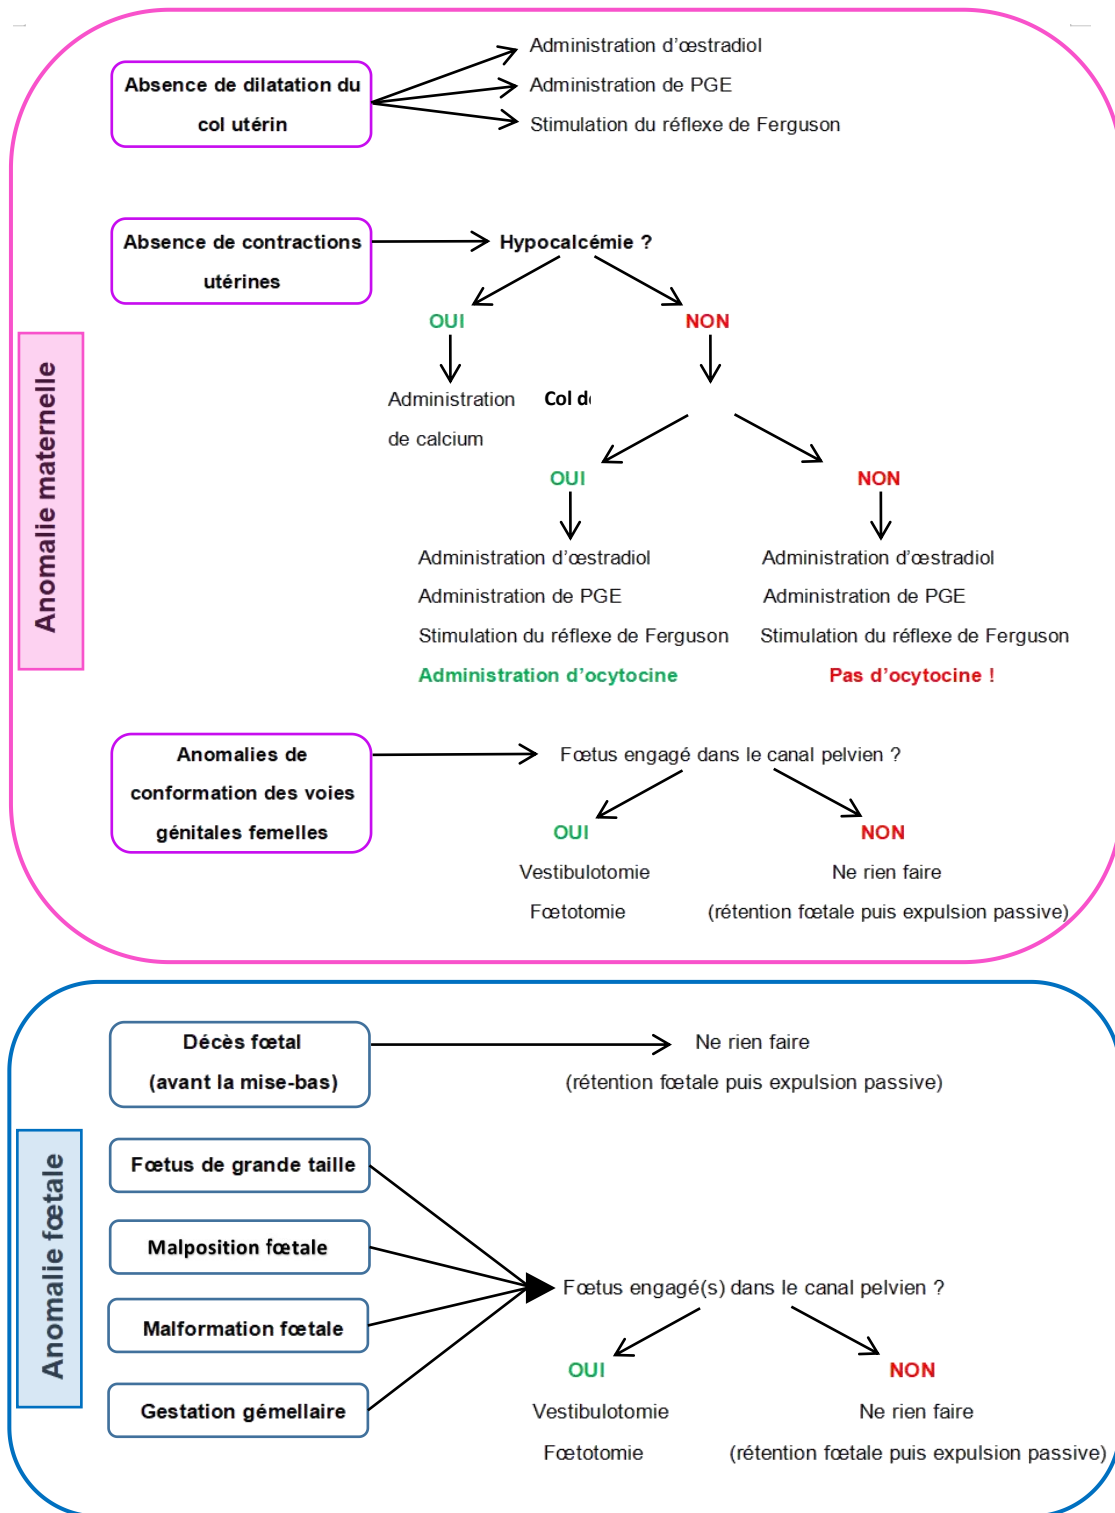 Anomalie maternelle
Absence de dilatation du
col utérin
Administration d'œstradiol
Administration de PGE
Stimulation du réflexe de Ferguson
Absence de contractions
utérines
Hypocalcémie ?
OUI
NON
Administration
de calcium
Col
OUI
NON
Administration d'œstradiol
Administration de PGE
Stimulation du réflexe de Ferguson
Administration d'ocytocine
Administration d'œstradiol
Administration de PGE
Stimulation du réflexe de Ferguson
Pas d'ocytocine !
Anomalies de
conformation des voies
génitales femelles
Fœtus engagé dans le canal pelvien ?
OUI
Vestibulotomie
Fœtotomie
NON
Ne rien faire
(rétention fœtale puis expulsion passive)
Anomalie fœtale
Décès fœtal
(avant la mise-bas)
Ne rien faire
(rétention fœtale puis expulsion passive)
Fœtus de grande taille
Malposition fœtale
Malformation fœtale
Gestation gémellaire
Fœtus engagé(s) dans le canal pelvien ?
OUI
Vestibulotomie
Fœtotomie
NON
Ne rien faire
(rétention fœtale puis expulsion passive)